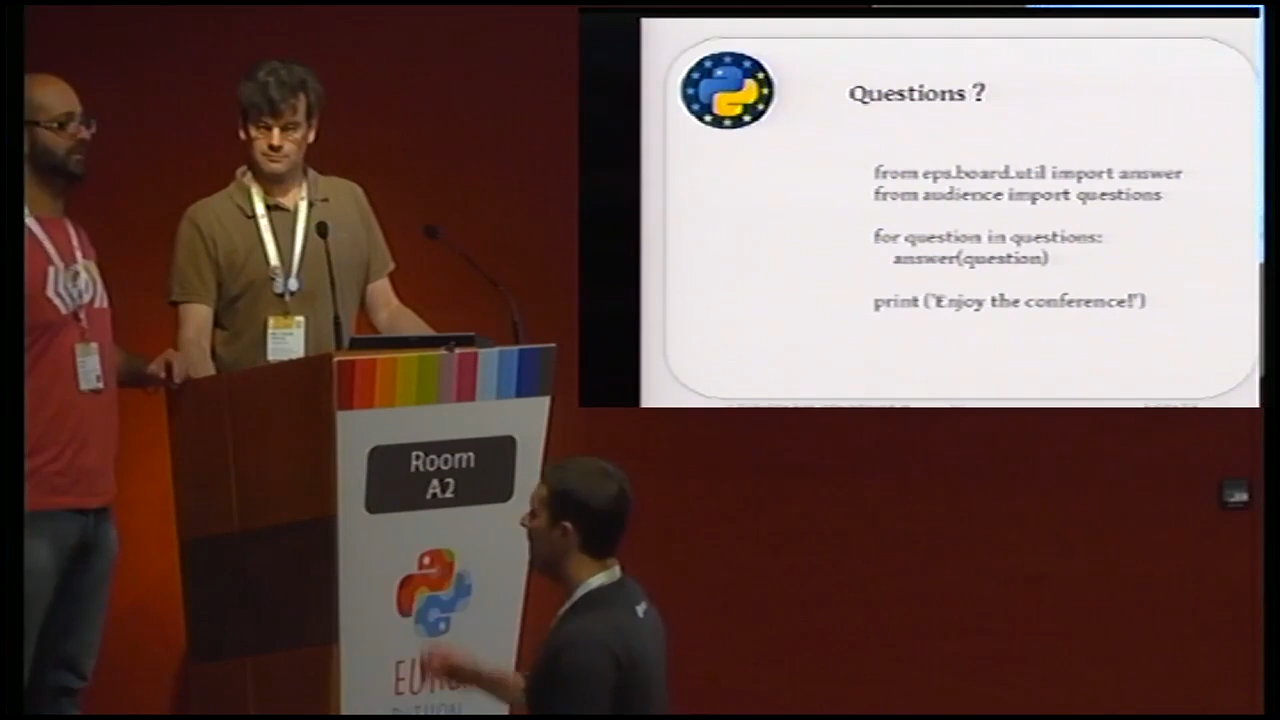 Questions ?
from eps.board.util import answer
from audience import questions
for question in questions:
answer(question)
print ('Enjoy the conference!')
Room
A2